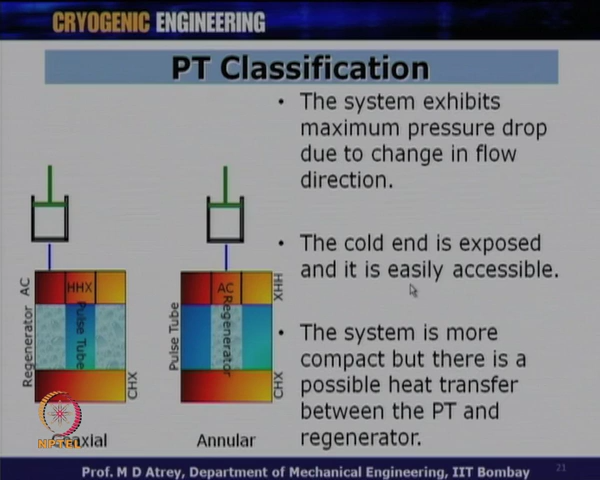 CRYOGENIC ENGINEERING
PT Classification
• The system exhibits
maximum pressure drop
due to change in flow
direction.
• The cold end is exposed
and it is easily accessible.
• The system is more
compact but there is a
possible heat transfer
between the PT and
regenerator.
AC
HHX
Regenerator
Pulse Tube
CHX
AC
HHX
Pulse Tube
Regenerator
CHX
NPTEL
Annular
Prof. M D Atrey, Department of Mechanical Engineering, IIT Bombay
21